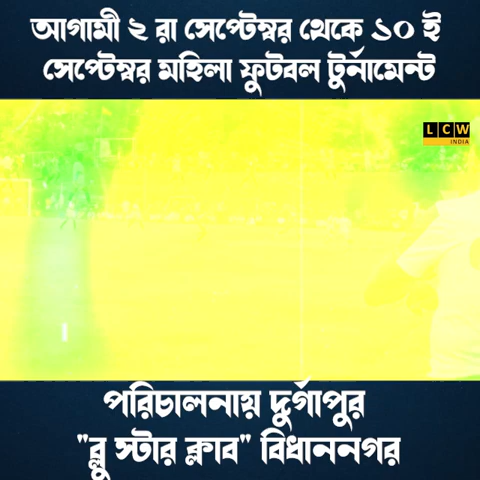 আগামী ২ রা সেপ্টেম্বর থেকে ১০ ই
সেপ্টেম্বর মহিলা ফুটবল টুর্নামেন্ট
LCW
INDIA
পরিচালনায় দুর্গাপুর
"ব্লু স্টার ক্লাব" বিধাননগর